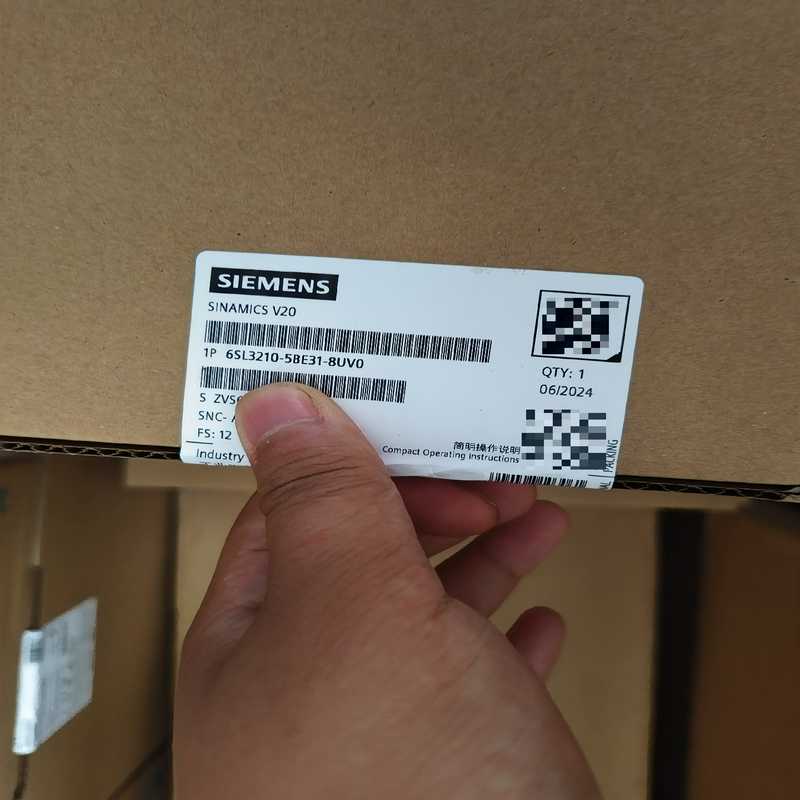 SIEMENS
SINAMICS V20
1P 6SL3210-5BE31-8UV0
QTY: 1
06/2024
S ZVS
SNC-
FS: 12
Industry
简明操作说明
Compact Operating Instructions
PACKING